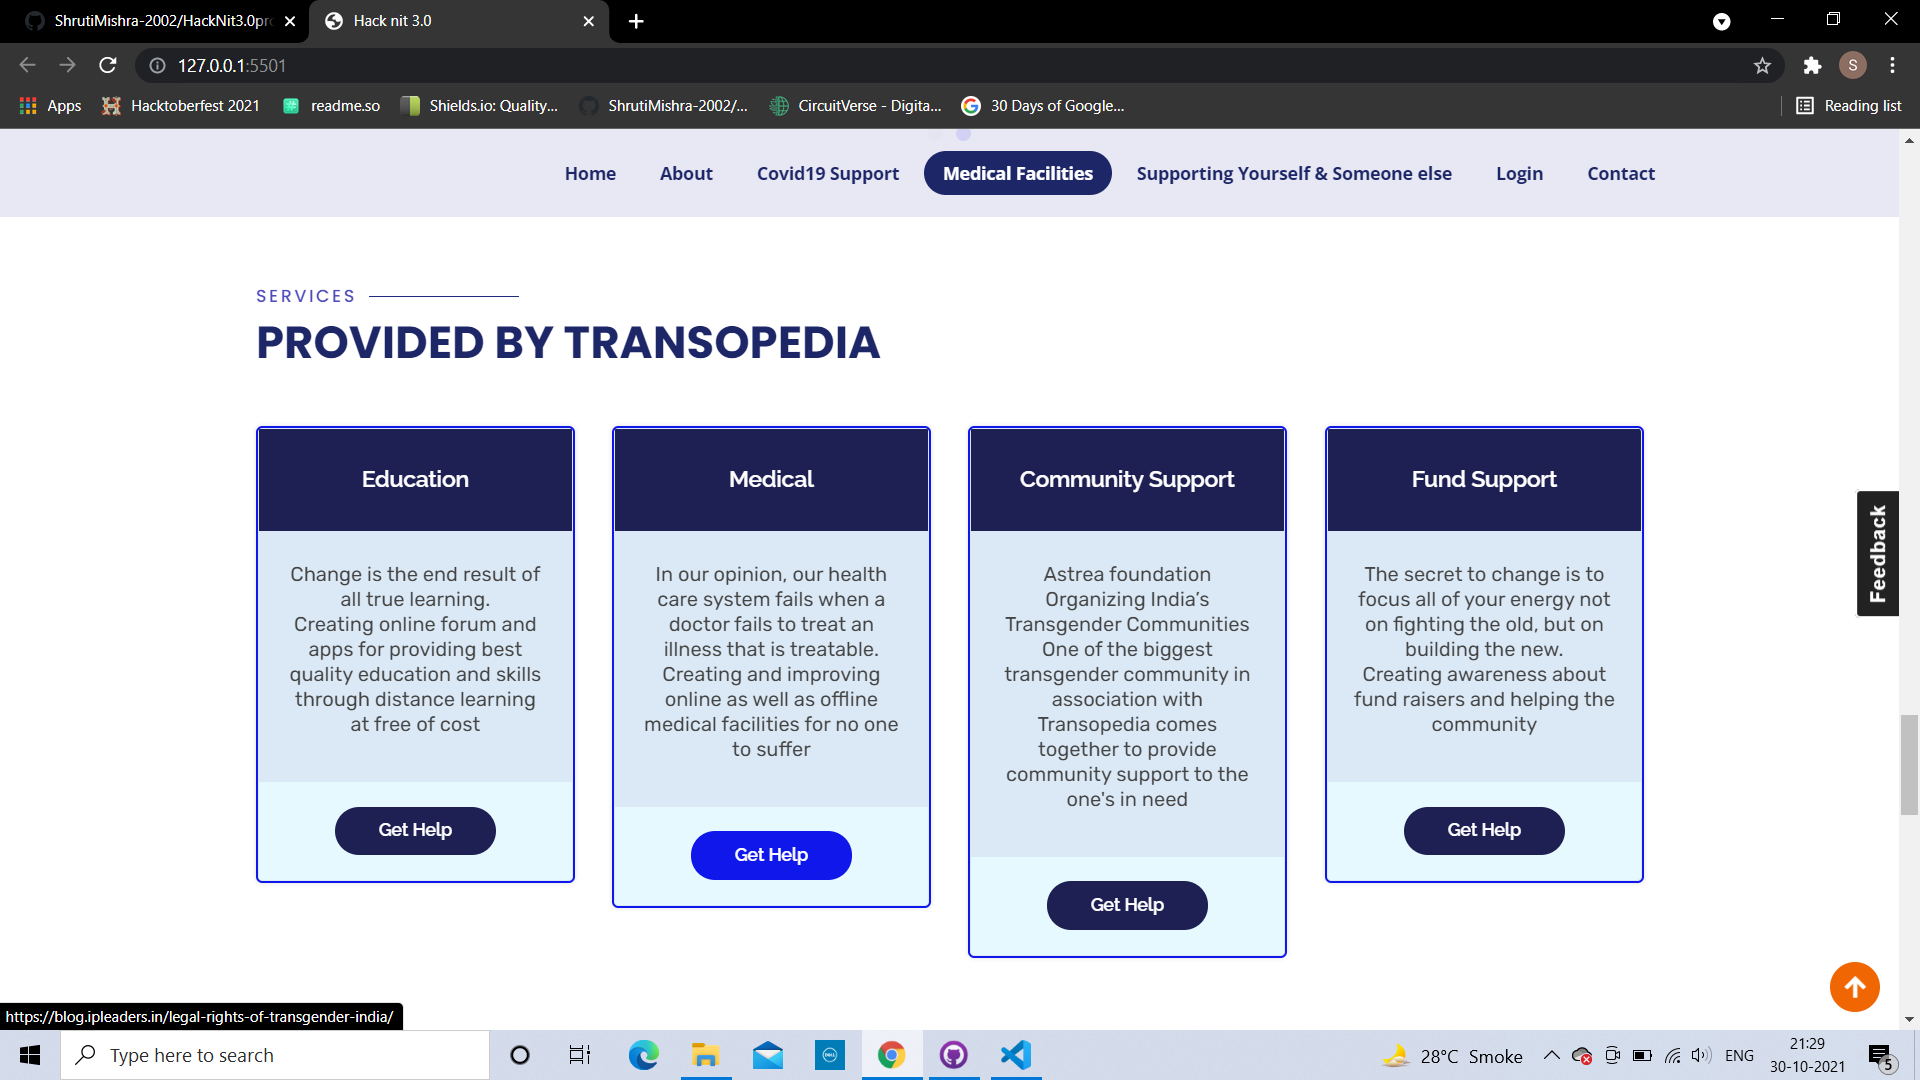 ShrutiMishra-2002/HackNit3.0pr
Hack nit 3.0
127.0.0.1:5501
S
Apps
Hacktoberfest 2021
readme.so
Shields.io: Quality...
ShrutiMishra-2002/...
CircuitVerse - Digita...
30 Days of Google...
Reading list
Home
About
Covid19 Support
Medical Facilities
Supporting Yourself & Someone else
Login
Contact
SERVICES
PROVIDED BY TRANSOPEDIA
Education
Change is the end result of
all true learning.
Creating online forum and
apps for providing best
quality education and skills
through distance learning
at free of cost
Get Help
Medical
In our opinion, our health
care system fails when a
doctor fails to treat an
illness that is treatable.
Creating and improving
online as well as offline
medical facilities for no one
to suffer
Get Help
Community Support
Astrea foundation
Organizing India’s
Transgender Communities
One of the biggest
transgender community in
association with
Transopedia comes
together to provide
community support to the
one's in need
Get Help
Fund Support
The secret to change is to
focus all of your energy not
on fighting the old, but on
building the new.
Creating awareness about
fund raisers and helping the
community
Get Help
Feedback
https://blog.ipleaders.in/legal-rights-of-transgender-india/
Type here to search
DELL
28°C Smoke
ENG
21:29
30-10-2021
5